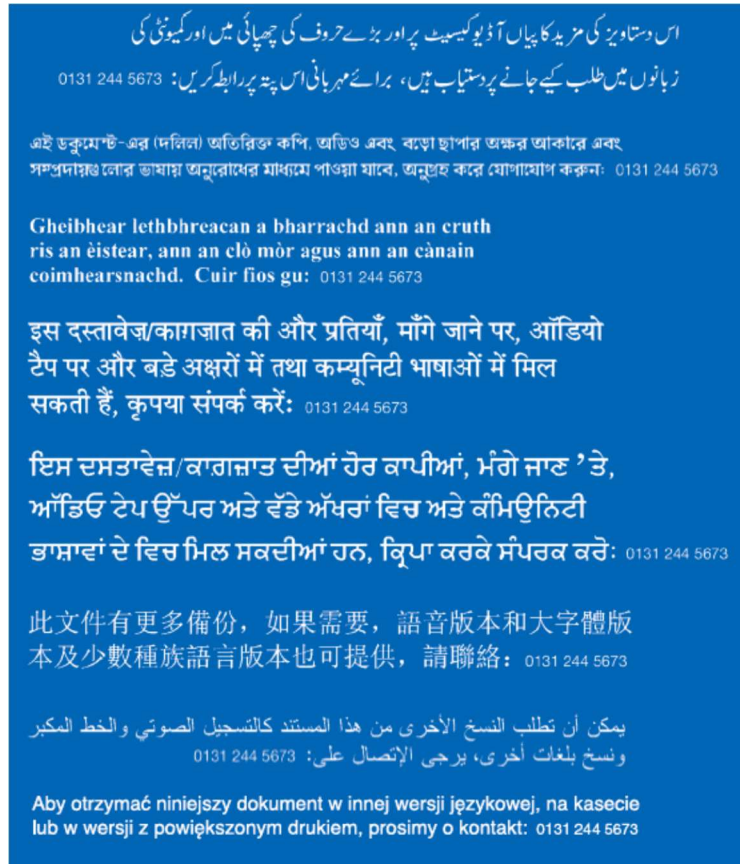 اس دستاویز کی مزید کاپیاں آڈیو کیسیٹ پر اور بڑے حروف کی چھپائی میں اور کمیونٹی کی
زبانوں میں طلب کیے جانے پر دستیاب ہیں، برائے مہربانی اس پتہ پر رابطہ کریں: 0131 244 5673
এই ডকুমেন্ট-এর (দলিল) অতিরিক্ত কপি, অডিও এবং বড়ো ছাপার অক্ষর আকারে এবং
সম্প্রদায়গুলোর ভাষায় অনুরোধের মাধ্যমে পাওয়া যাবে, অনুগ্রহ করে যোগাযোগ করুন: 0131 244 5673
Gheibhear lethbhreacan a bharrachd ann an cruth
ris an èistear, ann an clò mòr agus ann an cànain
coimhearsnachd. Cuir fios gu: 0131 244 5673
इस दस्तावेज़/काग़ज़ात की और प्रतियाँ, माँगे जाने पर, ऑडियो
टैप पर और बड़े अक्षरों में तथा कम्यूनिटी भाषाओं में मिल
सकती हैं, कृपया संपर्क करें: 0131 244 5673
ਇਸ ਦਸਤਾਵੇਜ਼/ਕਾਗ਼ਜ਼ਾਤ ਦੀਆਂ ਹੋਰ ਕਾਪੀਆਂ, ਮੰਗੇ ਜਾਣ 'ਤੇ,
ਆੱਡਿਓ ਟੇਪ ਉੱਪਰ ਅਤੇ ਵੱਡੇ ਅੱਖਰਾਂ ਵਿਚ ਅਤੇ ਕੰਮਿਉਨਿਟੀ
ਭਾਸ਼ਾਵਾਂ ਦੇ ਵਿਚ ਮਿਲ ਸਕਦੀਆਂ ਹਨ, ਕ੍ਰਿਪਾ ਕਰਕੇ ਸੰਪਰਕ ਕਰੋ: 0131 244 5673
此文件有更多備份，如果需要，語音版本和大字體版
本及少數種族語言版本也可提供，請聯絡：0131 244 5673
يمكن أن تطلب النسخ الأخرى من هذا المستند كالتسجيل الصوتي والخط المكبر
ونسخ بلغات أخرى، يرجى الإتصال على: 0131 244 5673
Aby otrzymać niniejszy dokument w innej wersji językowej, na kasecie
lub w wersji z powiększonym drukiem, prosimy o kontakt: 0131 244 5673